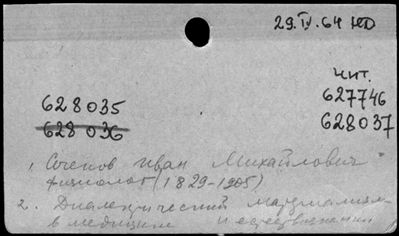 29.IV.64 НО
чит.
628035
627746
628036
628037
1. Сеченов Иван Михайлович
физиолог (1829-1905)
2. Диалектический материализм
в медицине и естествознании